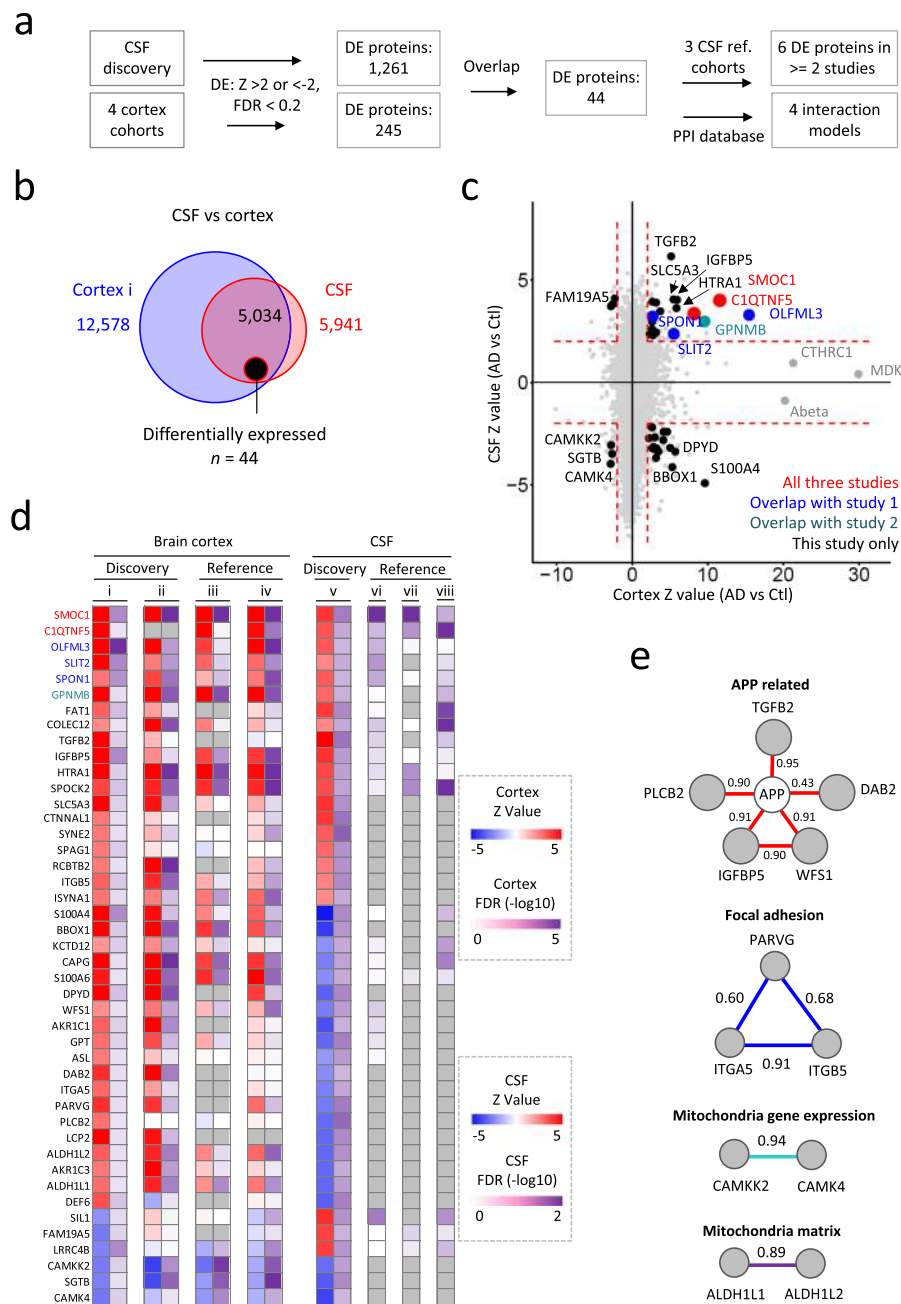 a
CSF
discovery
4 cortex
cohorts
DE: Z >2 or <-2,
FDR < 0.2
DE proteins:
1,261
DE proteins:
245
Overlap
DE proteins:
44
3 CSF ref.
cohorts
PPI database
6 DE proteins in
>= 2 studies
4 interaction
models
b
CSF vs cortex
Cortex i
12,578
5,034
CSF
5,941
Differentially expressed
n = 44
c
CSF Z value (AD vs Ctl)
5
0
−5
TGFB2
IGFBP5
SLC5A3
HTRA1
SMOC1
FAM19A5
C1QTNF5
SPON1
OLFML3
GPNMB
SLIT2
CTHRC1
MDK
Abeta
CAMKK2
SGTB
CAMK4
DPYD
BBOX1
S100A4
All three studies
Overlap with study 1
Overlap with study 2
This study only
−10
0
10
20
30
Cortex Z value (AD vs Ctl)
d
Brain cortex
CSF
Discovery
Reference
Discovery
Reference
i
ii
iii
iv
v
vi
vii
viii
SMOC1
C1QTNF5
OLFML3
SLIT2
SPON1
GPNMB
FAT1
COLEC12
TGFB2
IGFBP5
HTRA1
SPOCK2
SLC5A3
CTNNAL1
SYNE2
SPAG1
RCBTB2
ITGB5
ISYNA1
S100A4
BBOX1
KCTD12
CAPG
S100A6
DPYD
WFS1
AKR1C1
GPT
ASL
DAB2
ITGA5
PARVG
PLCB2
LCP2
ALDH1L2
AKR1C3
ALDH1L1
DEF6
SIL1
FAM19A5
LRRC4B
CAMKK2
SGTB
CAMK4
Cortex
Z Value
-5
5
Cortex
FDR (-log10)
0
5
CSF
Z Value
-5
5
CSF
FDR (-log10)
0
2
e
APP related
TGFB2
0.95
PLCB2
0.90
APP
0.43
DAB2
0.91
0.91
0.90
IGFBP5
WFS1
Focal adhesion
PARVG
0.60
0.68
0.91
ITGA5
ITGB5
Mitochondria gene expression
0.94
CAMKK2
CAMK4
Mitochondria matrix
0.89
ALDH1L1
ALDH1L2